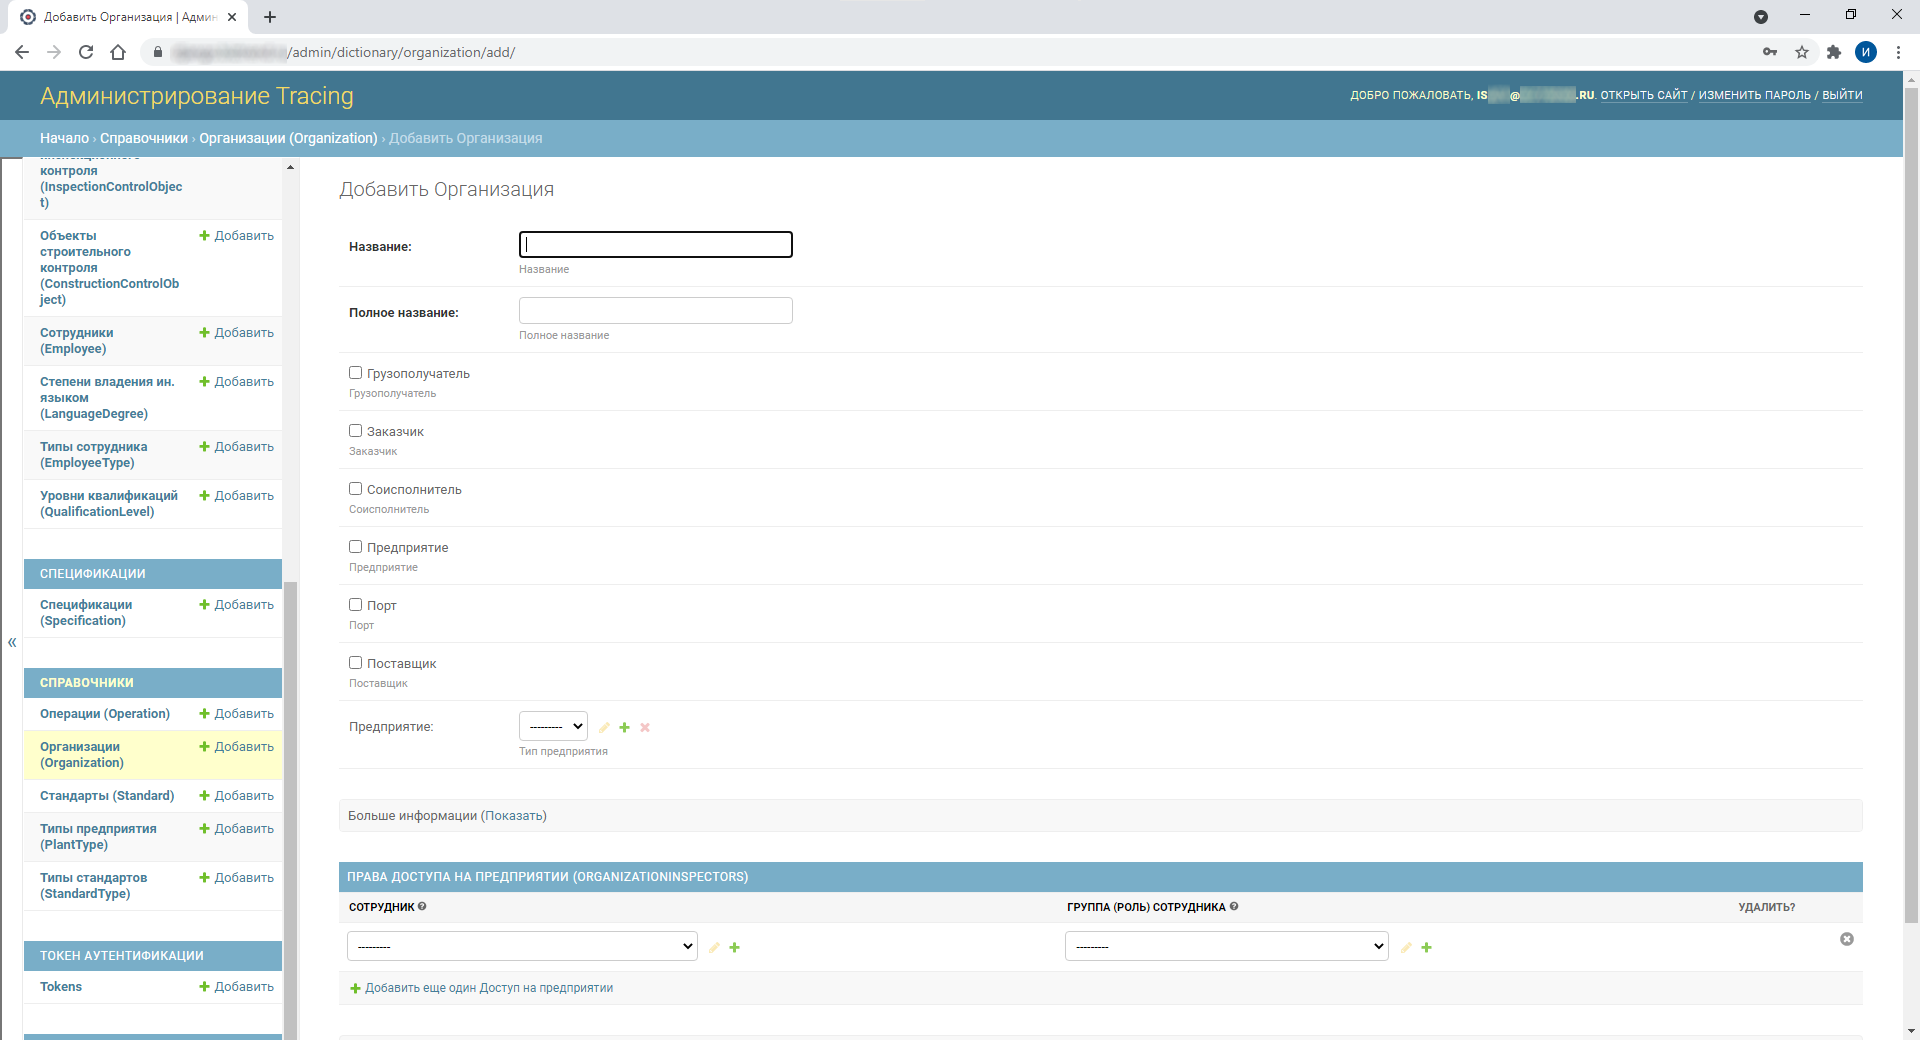 Добавить Организация | Админ
/admin/dictionary/organization/add/
И
Администрирование Tracing
ДОБРО ПОЖАЛОВАТЬ, IS @ .RU. ОТКРЫТЬ САЙТ / ИЗМЕНИТЬ ПАРОЛЬ / ВЫЙТИ
Начало › Справочники › Организации (Organization) › Добавить Организация
контроля
(InspectionControlObjec
t)
Объекты
строительного
контроля
(ConstructionControlOb
ject)
Добавить
Сотрудники
(Employee)
Добавить
Степени владения ин.
языком
(LanguageDegree)
Добавить
Типы сотрудника
(EmployeeType)
Добавить
Уровни квалификаций
(QualificationLevel)
Добавить
СПЕЦИФИКАЦИИ
Спецификации
(Specification)
Добавить
«
СПРАВОЧНИКИ
Операции (Operation)
Добавить
Организации
(Organization)
Добавить
Стандарты (Standard)
Добавить
Типы предприятия
(PlantType)
Добавить
Типы стандартов
(StandardType)
Добавить
ТОКЕН АУТЕНТИФИКАЦИИ
Tokens
Добавить
Добавить Организация
Название:
Название
Полное название:
Полное название
Грузополучатель
Грузополучатель
Заказчик
Заказчик
Соисполнитель
Соисполнитель
Предприятие
Предприятие
Порт
Порт
Поставщик
Поставщик
Предприятие:
---------
Тип предприятия
Больше информации (Показать)
ПРАВА ДОСТУПА НА ПРЕДПРИЯТИИ (ORGANIZATIONINSPECTORS)
СОТРУДНИК
ГРУППА (РОЛЬ) СОТРУДНИКА
УДАЛИТЬ?
---------
---------
Добавить еще один Доступ на предприятии